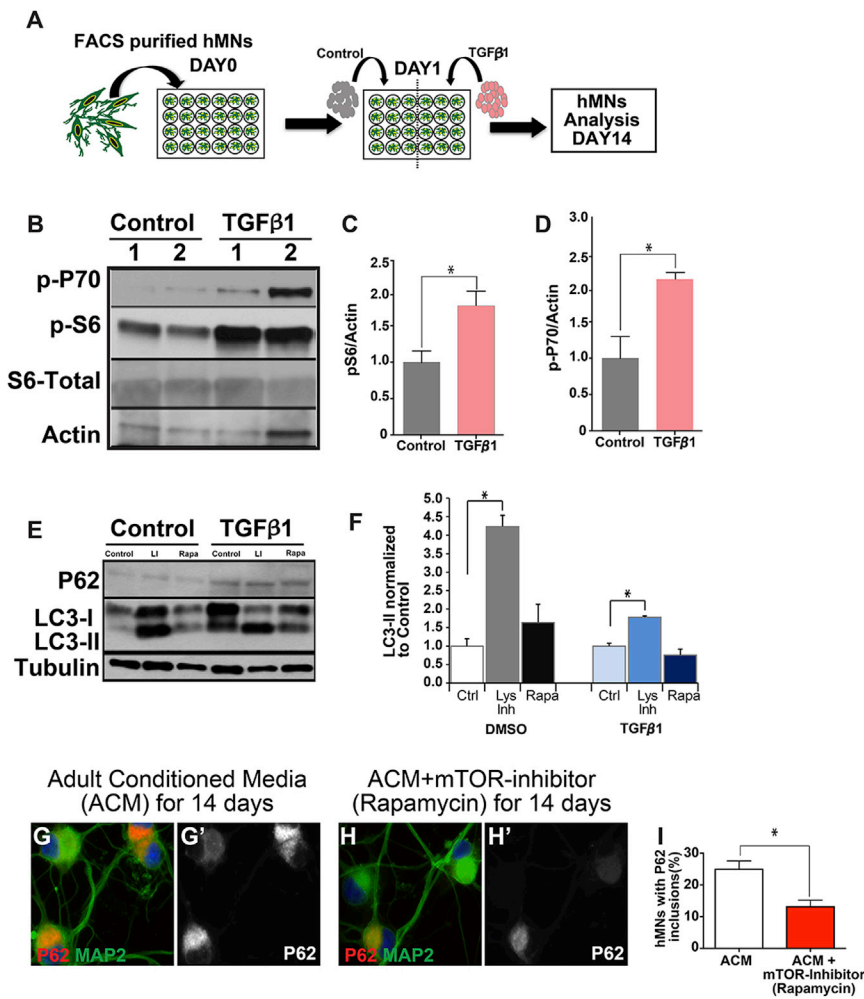 A
FACS purified hMNs
DAY0
Control
DAY1
TGFβ1
hMNs
Analysis
DAY14
B
Control TGFβ1
1 2 1 2
p-P70
p-S6
S6-Total
Actin
C
pS6/Actin
2.5
2.0
1.5
1.0
0.5
0
*
Control TGFβ1
D
p-P70/Actin
3.0
2.5
2.0
1.5
1.0
0.5
0
*
Control TGFβ1
E
Control TGFβ1
Control LI Rapa Control LI Rapa
P62
LC3-I
LC3-II
Tubulin
F
LC3-II normalized
to Control
5.0
4.5
4.0
3.5
3.0
2.5
2.0
1.5
1.0
0.5
0.0
*
*
Ctrl Lys Inh Rapa Ctrl Lys Inh Rapa
DMSO TGFβ1
Adult Conditioned Media
(ACM) for 14 days
ACM+mTOR-inhibitor
(Rapamycin) for 14 days
G
P62 MAP2
G'
P62
H
P62 MAP2
H'
P62
I
hMNs with P62
inclusions(%)
30
20
10
0
*
ACM
ACM +
mTOR-Inhibitor
(Rapamycin)